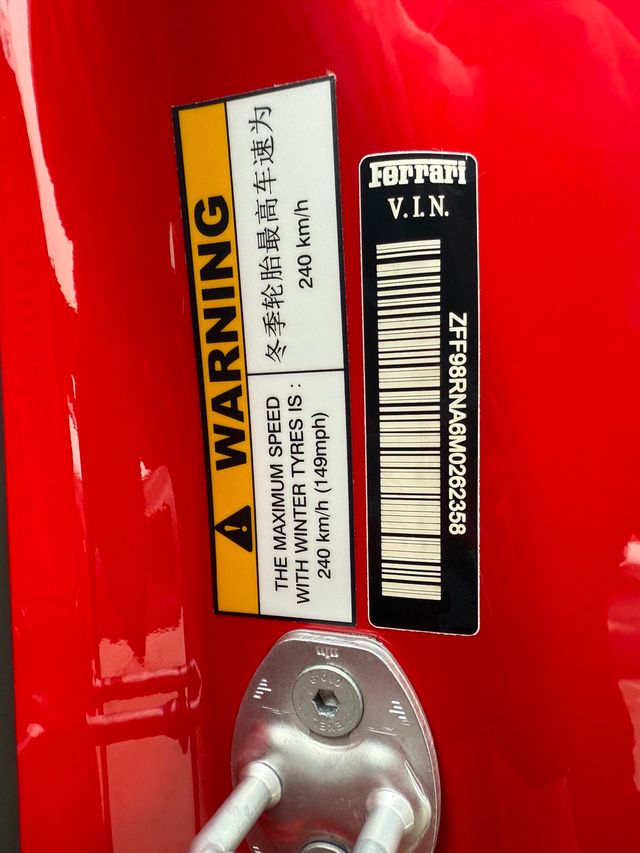 WARNING
THE MAXIMUM SPEED
WITH WINTER TYRES IS :
240 km/h (149mph)
冬季轮胎最高车速为
240 km/h
Ferrari
V.I.N.
ZFF98RNA6M0262358